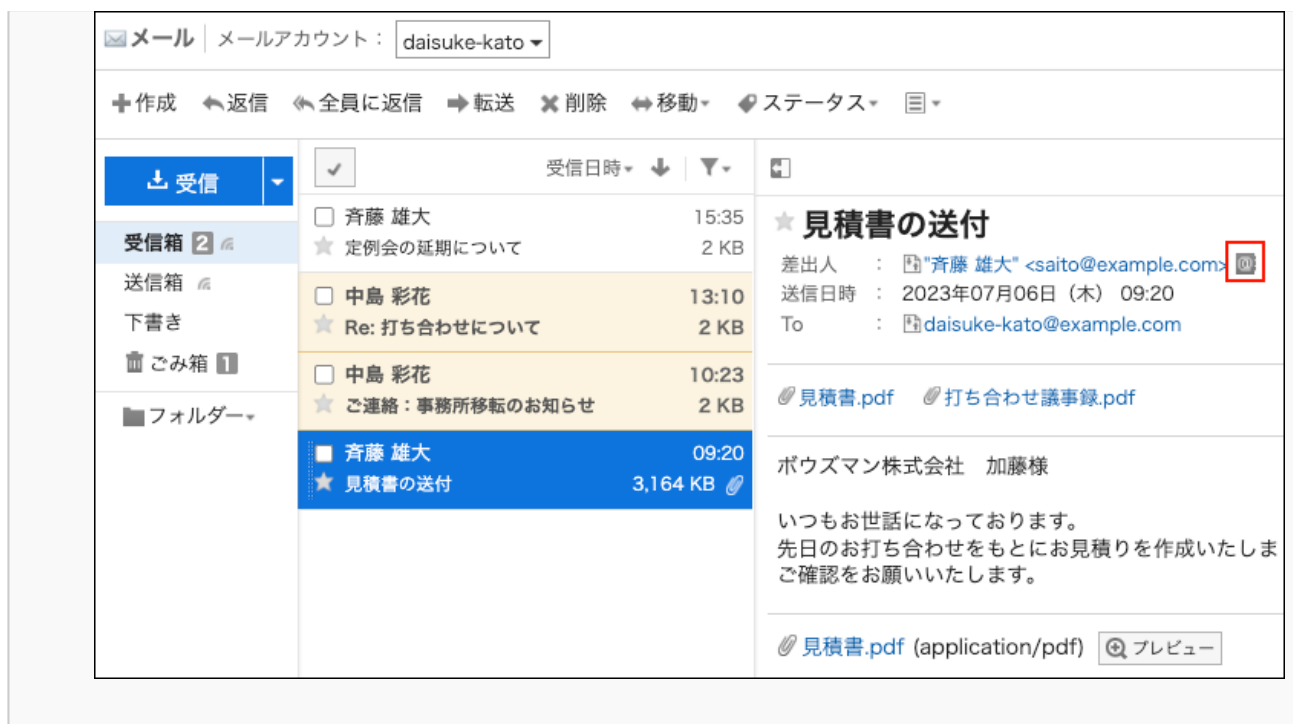 メール メールアカウント： daisuke-kato
作成 返信 全員に返信 転送 削除 移動 ステータス
受信
受信箱 2
送信箱
下書き
ごみ箱 1
フォルダー
受信日時
斉藤 雄大 15:35
定例会の延期について 2 KB
中島 彩花 13:10
Re: 打ち合わせについて 2 KB
中島 彩花 10:23
ご連絡：事務所移転のお知らせ 2 KB
斉藤 雄大 09:20
見積書の送付 3,164 KB
見積書の送付
差出人 ： "斉藤 雄大" <saito@example.com>
送信日時 ： 2023年07月06日（木） 09:20
To ： daisuke-kato@example.com
見積書.pdf 打ち合わせ議事録.pdf
ボウズマン株式会社　加藤様
いつもお世話になっております。
先日のお打ち合わせをもとにお見積りを作成いたしま
ご確認をお願いいたします。
見積書.pdf (application/pdf) プレビュー